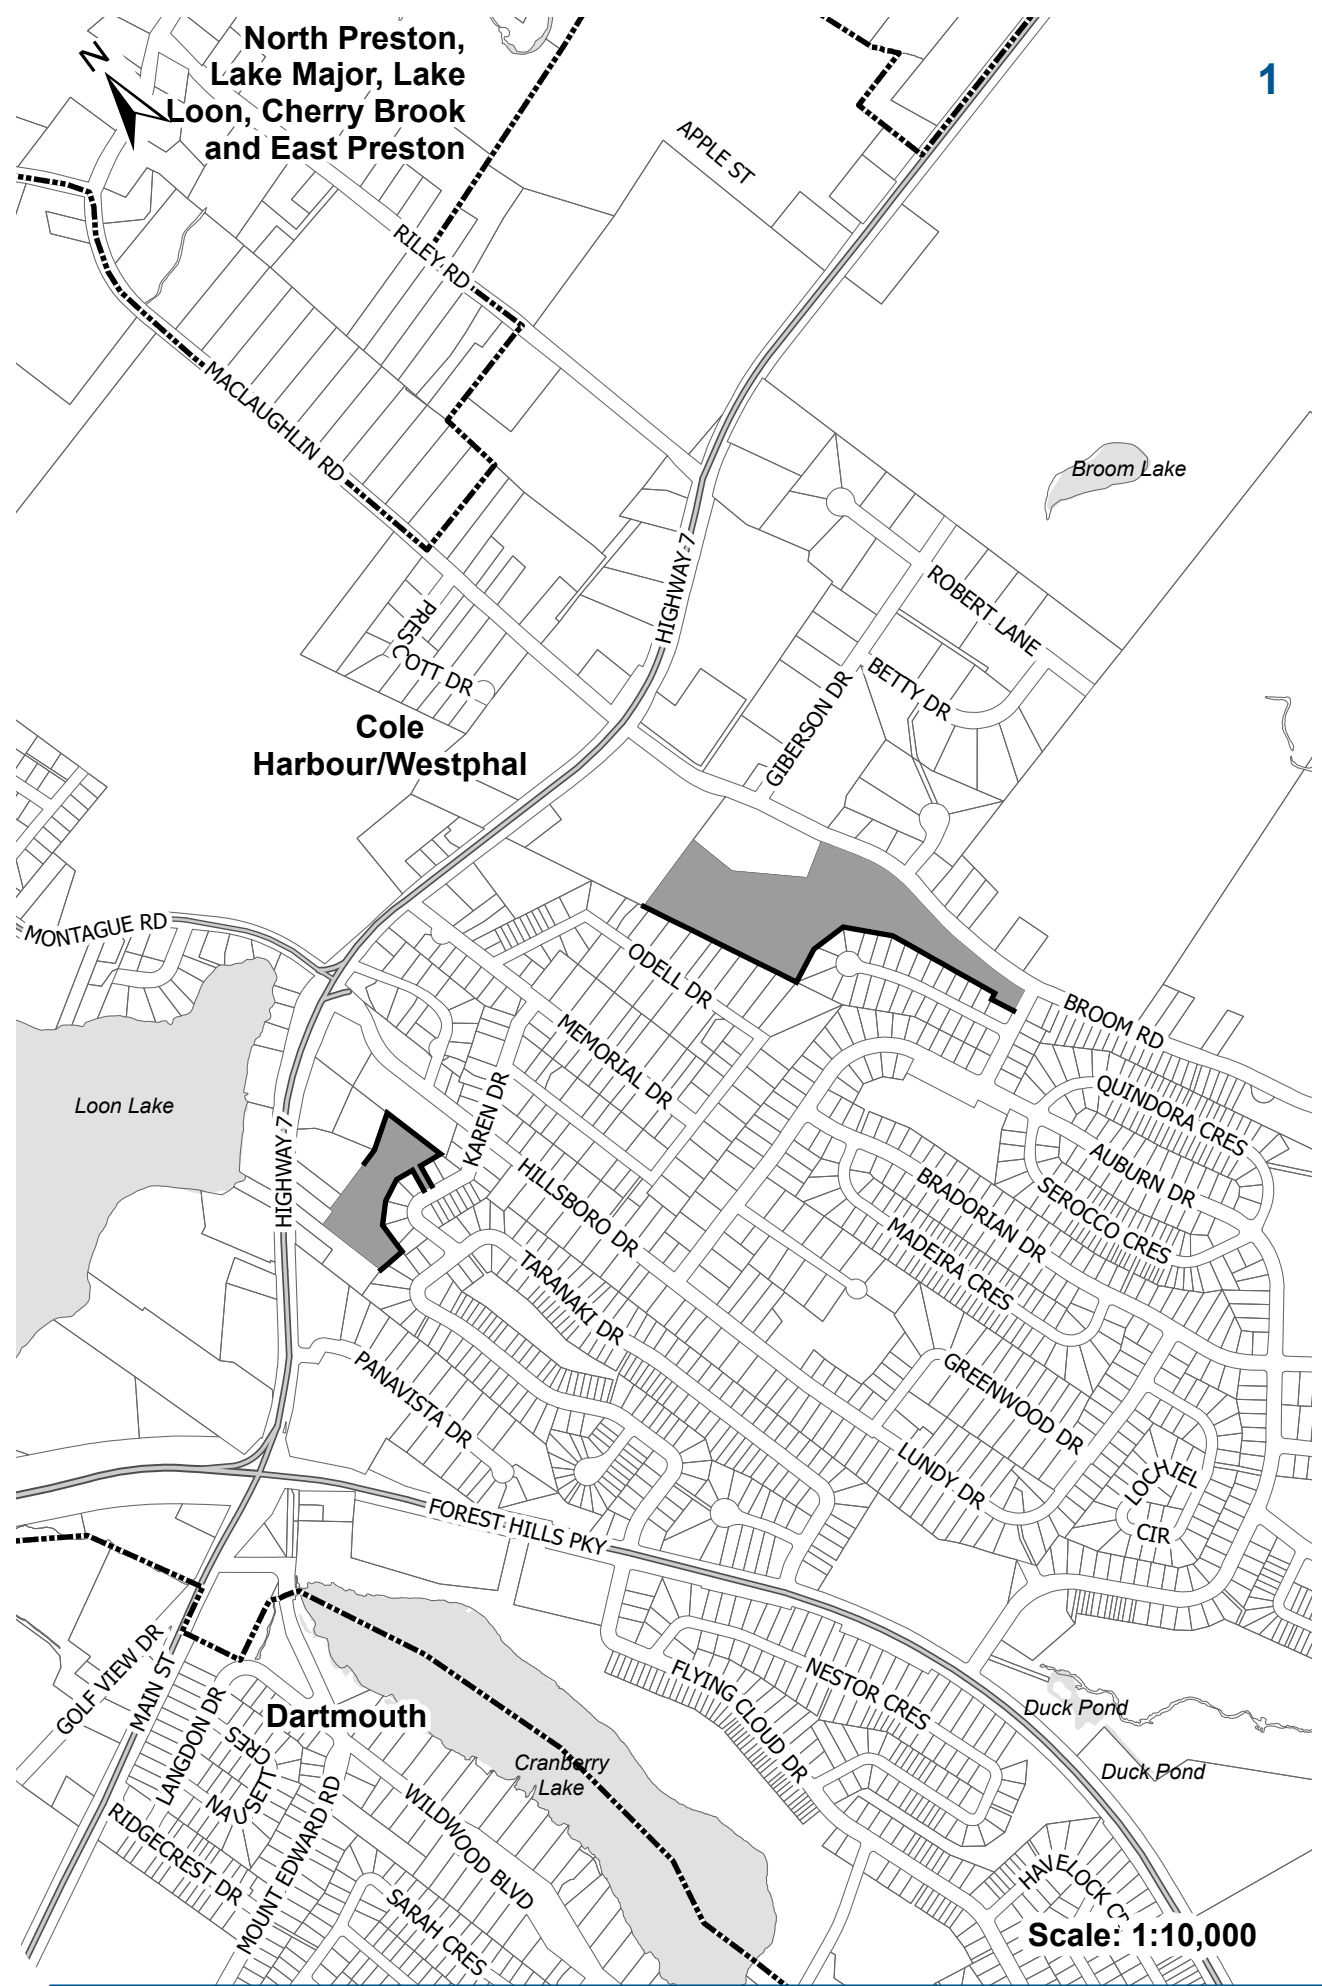 N
North Preston,
Lake Major, Lake
Loon, Cherry Brook
and East Preston
1
APPLE ST
RILEY RD
MACLAUGHLIN RD
Broom Lake
HIGHWAY 7
ROBERT LANE
PRESCOTT DR
BETTY DR
GIBERSON DR
Cole
Harbour/Westphal
MONTAGUE RD
ODELL DR
BROOM RD
MEMORIAL DR
Loon Lake
KAREN DR
QUINDORA CRES
HIGHWAY 7
AUBURN DR
HILLSBORO DR
BRADORIAN DR
SEROCCO CRES
MADEIRA CRES
TARANAKI DR
PANAVISTA DR
GREENWOOD DR
LUNDY DR
LOCHIEL
CIR
FOREST HILLS PKY
GOLF VIEW DR
MAIN ST
LANGDON DR
Dartmouth
FLYING CLOUD DR
NESTOR CRES
Duck Pond
Cranberry
Lake
Duck Pond
NAUSETT
CRES
RIDGECREST DR
MOUNT EDWARD RD
WILDWOOD BLVD
SARAH CRES
HAVELOCK CR
Scale: 1:10,000